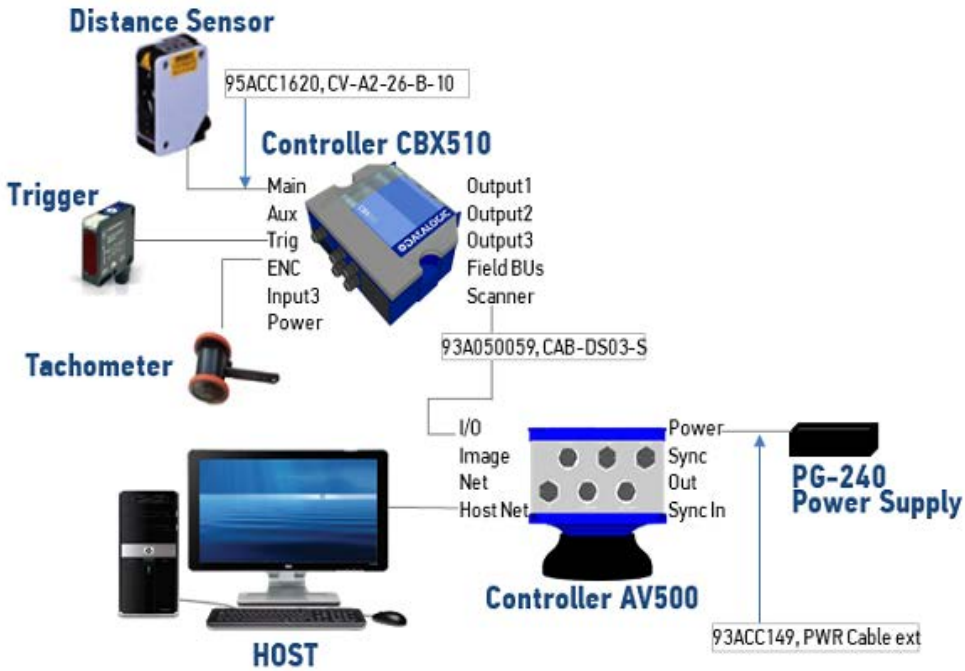 Distance Sensor
95ACC1620, CV-A2-26-B-10
Controller CBX510
Trigger
Main
Aux
Trig
ENC
Input3
Power
Output1
Output2
Output3
Field BUs
Scanner
DATALOGIC
Tachometer
93A050059, CAB-DS03-S
I/O
Image
Net
Host Net
Power
Sync
Out
Sync In
PG-240
Power Supply
Controller AV500
93ACC149, PWR Cable ext
HOST